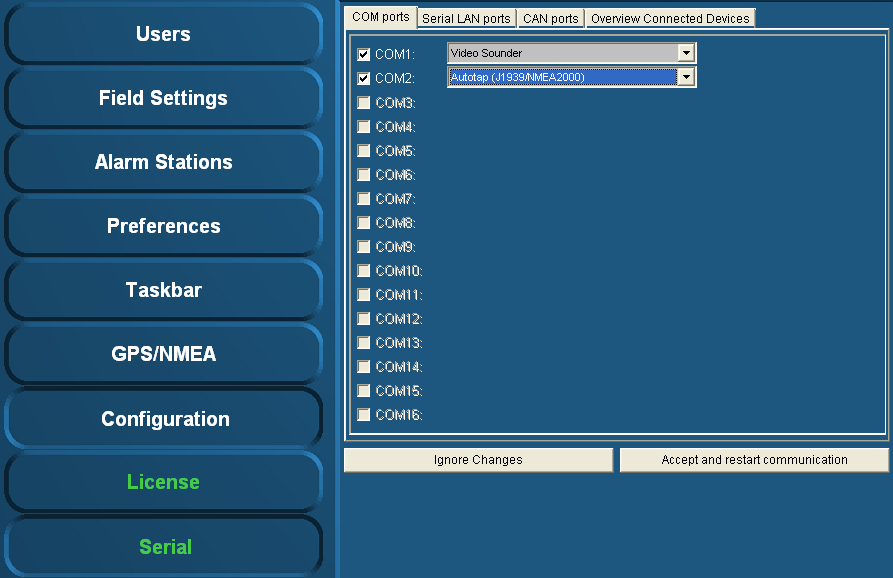 Users
Field Settings
Alarm Stations
Preferences
Taskbar
GPS/NMEA
Configuration
License
Serial
COM ports
Serial LAN ports
CAN ports
Overview Connected Devices
COM1: Video Sounder
COM2: Autotap (J1939/NMEA2000)
COM3:
COM4:
COM5:
COM6:
COM7:
COM8:
COM9:
COM10:
COM11:
COM12:
COM13:
COM14:
COM15:
COM16:
Ignore Changes
Accept and restart communication